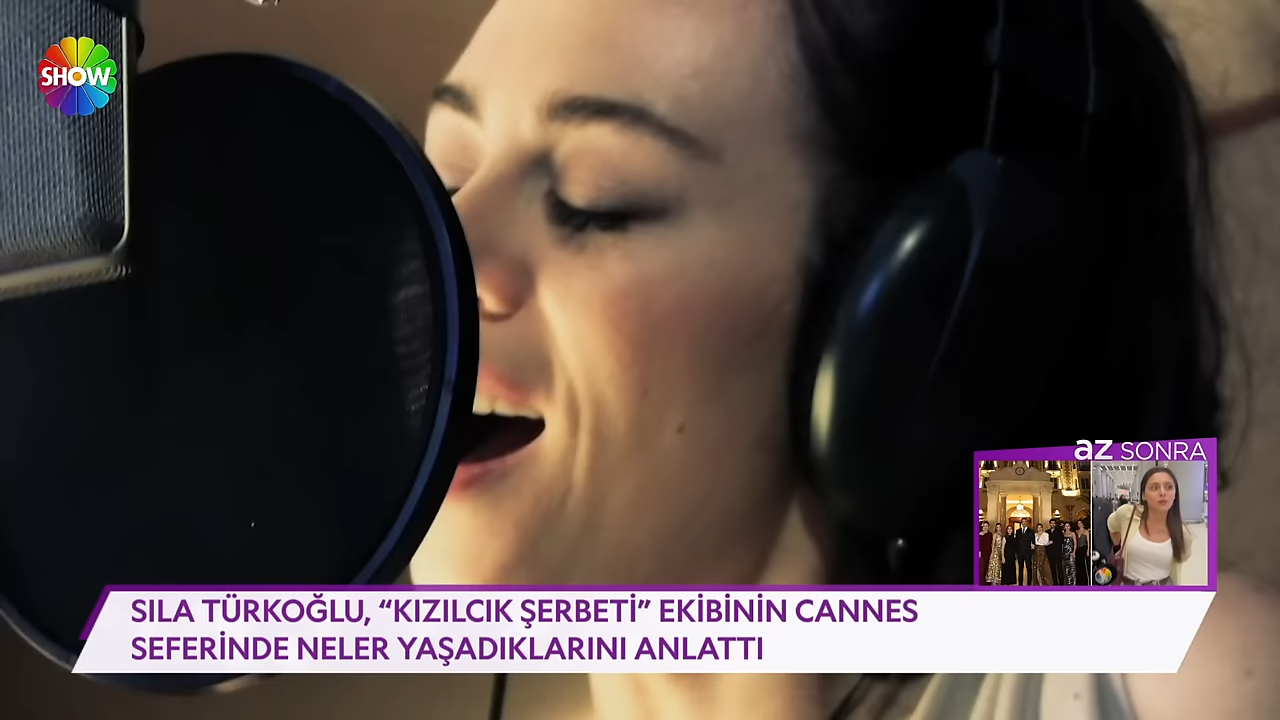 SHOW
az SONRA
SILA TÜRKOĞLU, “KIZILCIK ŞERBETİ” EKİBİNİN CANNES
SEFERİNDE NELER YAŞADIKLARINI ANLATTI